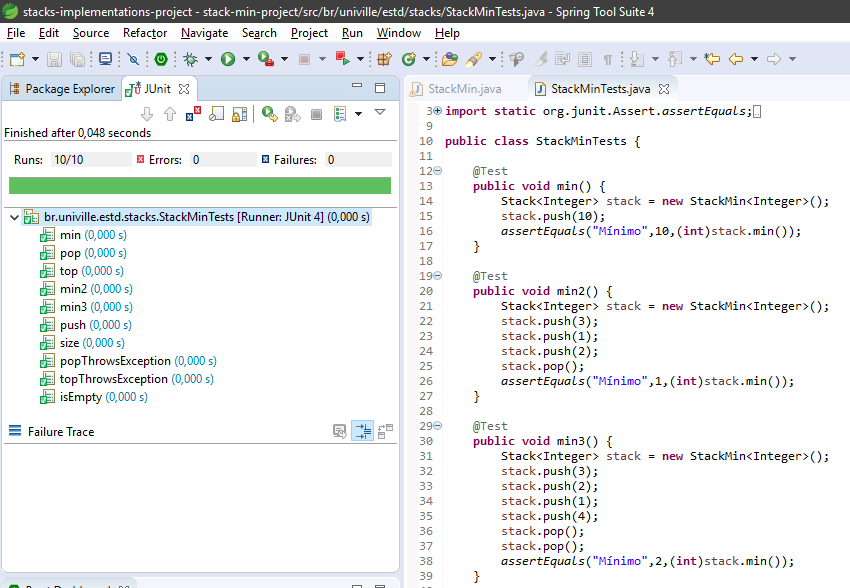 stacks-implementations-project - stack-min-project/src/br/univille/estd/stacks/StackMinTests.java - Spring Tool Suite 4
File Edit Source Refactor Navigate Search Project Run Window Help
Package Explorer JUnit
Finished after 0,048 seconds
Runs: 10/10 Errors: 0 Failures: 0
br.univille.estd.stacks.StackMinTests [Runner: JUnit 4] (0,000 s)
min (0,000 s)
pop (0,000 s)
top (0,000 s)
min2 (0,000 s)
min3 (0,000 s)
push (0,000 s)
size (0,000 s)
popThrowsException (0,000 s)
topThrowsException (0,000 s)
isEmpty (0,000 s)
Failure Trace
StackMin.java StackMinTests.java
3 import static org.junit.Assert.assertEquals;
9
10 public class StackMinTests {
11
12 @Test
13 public void min() {
14 Stack<Integer> stack = new StackMin<Integer>();
15 stack.push(10);
16 assertEquals("Mínimo",10,(int)stack.min());
17 }
18
19 @Test
20 public void min2() {
21 Stack<Integer> stack = new StackMin<Integer>();
22 stack.push(3);
23 stack.push(1);
24 stack.push(2);
25 stack.pop();
26 assertEquals("Mínimo",1,(int)stack.min());
27 }
28
29 @Test
30 public void min3() {
31 Stack<Integer> stack = new StackMin<Integer>();
32 stack.push(3);
33 stack.push(2);
34 stack.push(1);
35 stack.push(4);
36 stack.pop();
37 stack.pop();
38 assertEquals("Mínimo",2,(int)stack.min());
39 }